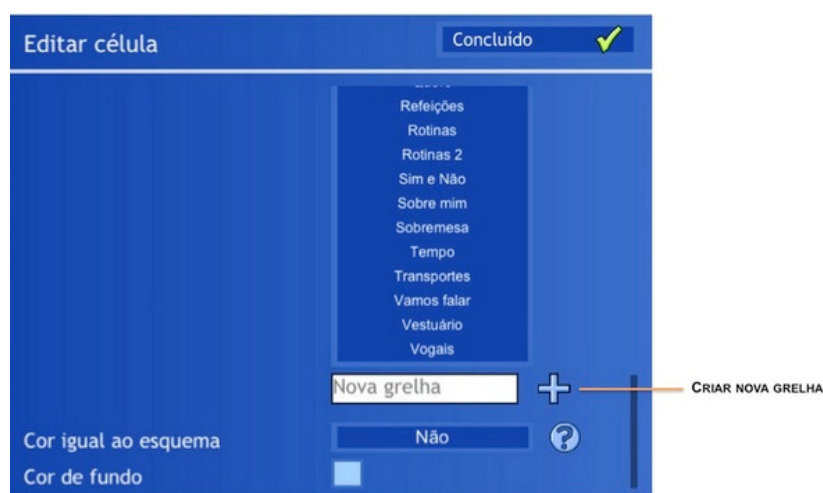 Editar célula
Concluído
Refeições
Rotinas
Rotinas 2
Sim e Não
Sobre mim
Sobremesa
Tempo
Transportes
Vamos falar
Vestuário
Vogais
Nova grelha
CRIAR NOVA GRELHA
Cor igual ao esquema
Não
?
Cor de fundo